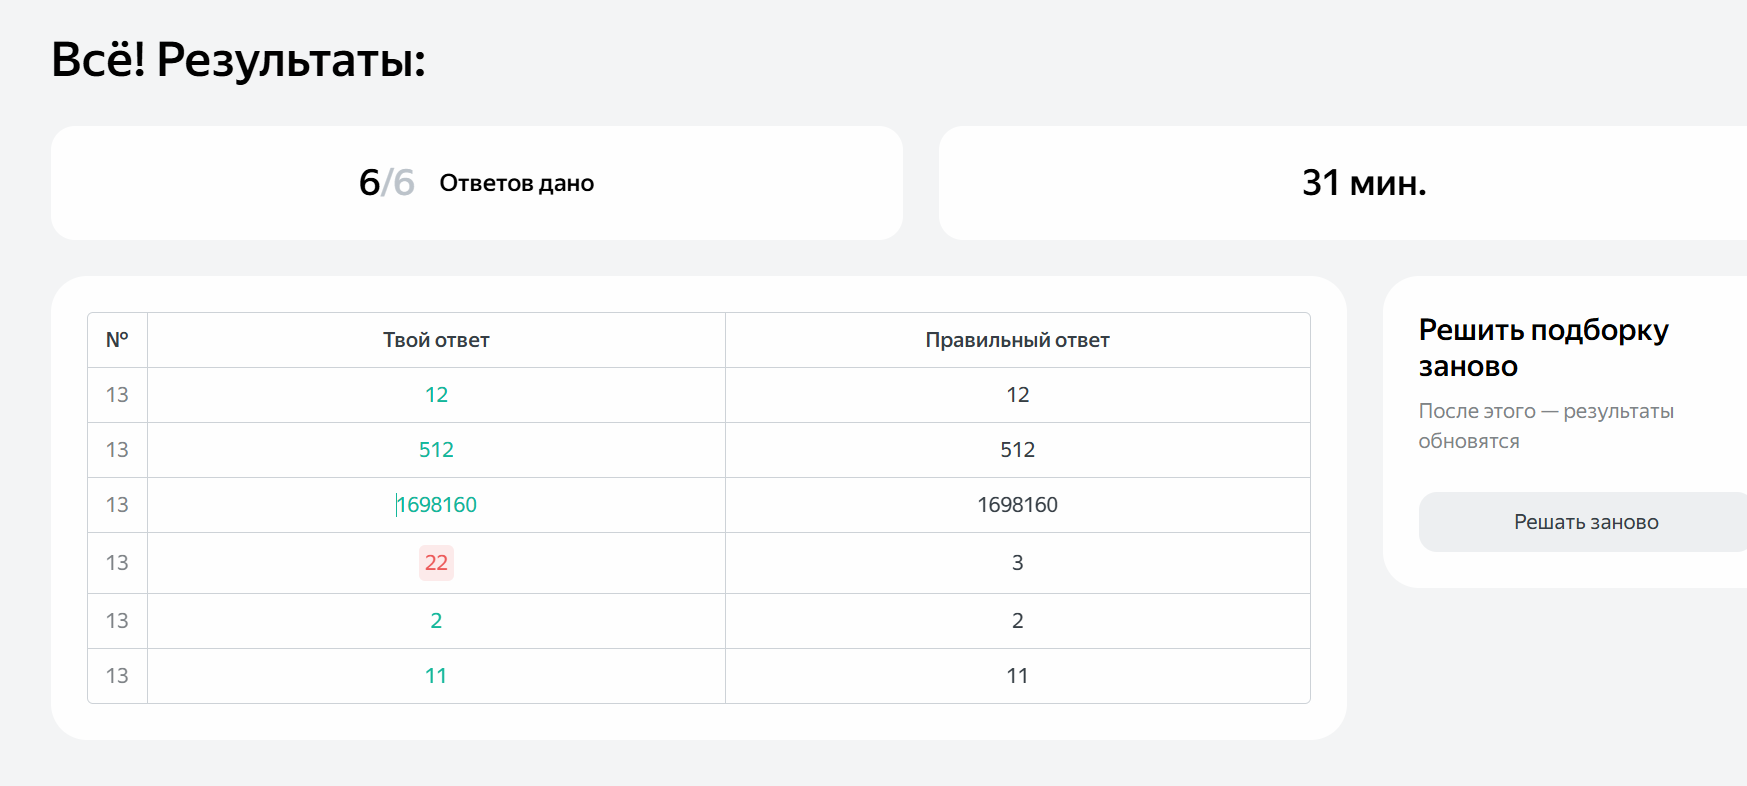 Всё! Результаты:
6/6 Ответов дано
31 мин.
№ Твой ответ Правильный ответ
13 12 12
13 512 512
13 1698160 1698160
13 22 3
13 2 2
13 11 11
Решить подборку
заново
После этого — результаты
обновятся
Решать заново